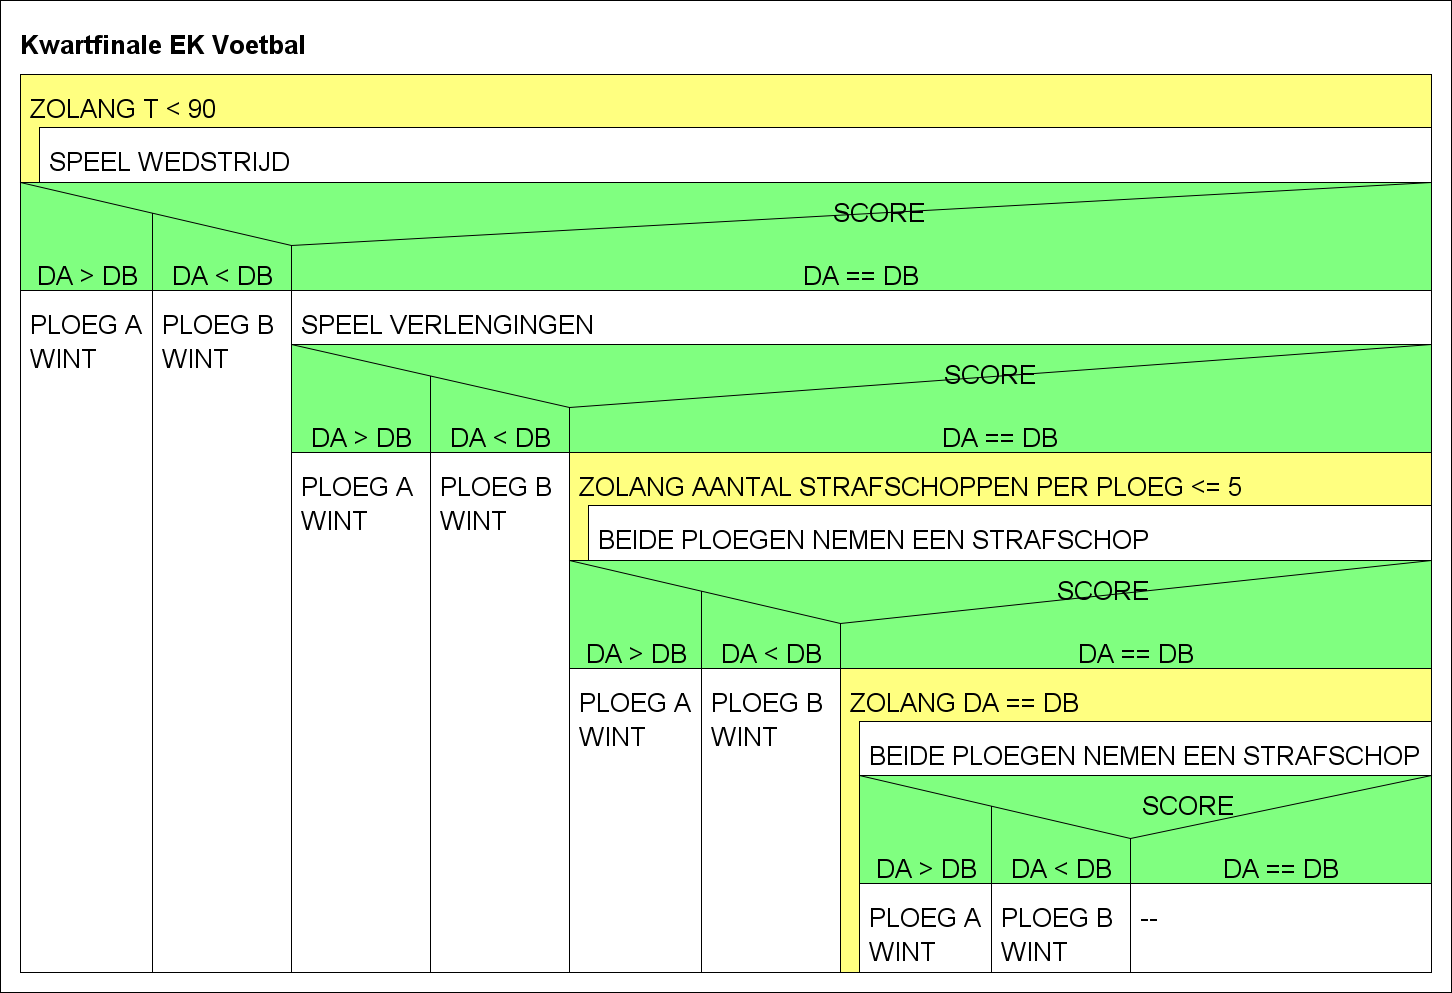 Kwartfinale EK Voetbal
ZOLANG T < 90
SPEEL WEDSTRIJD
SCORE
DA > DB
DA < DB
DA == DB
PLOEG A
WINT
PLOEG B
WINT
SPEEL VERLENGINGEN
SCORE
DA > DB
DA < DB
DA == DB
PLOEG A
WINT
PLOEG B
WINT
ZOLANG AANTAL STRAFSCHOPPEN PER PLOEG <= 5
BEIDE PLOEGEN NEMEN EEN STRAFSCHOP
SCORE
DA > DB
DA < DB
DA == DB
PLOEG A
WINT
PLOEG B
WINT
ZOLANG DA == DB
BEIDE PLOEGEN NEMEN EEN STRAFSCHOP
SCORE
DA > DB
DA < DB
DA == DB
PLOEG A
WINT
PLOEG B
WINT
--